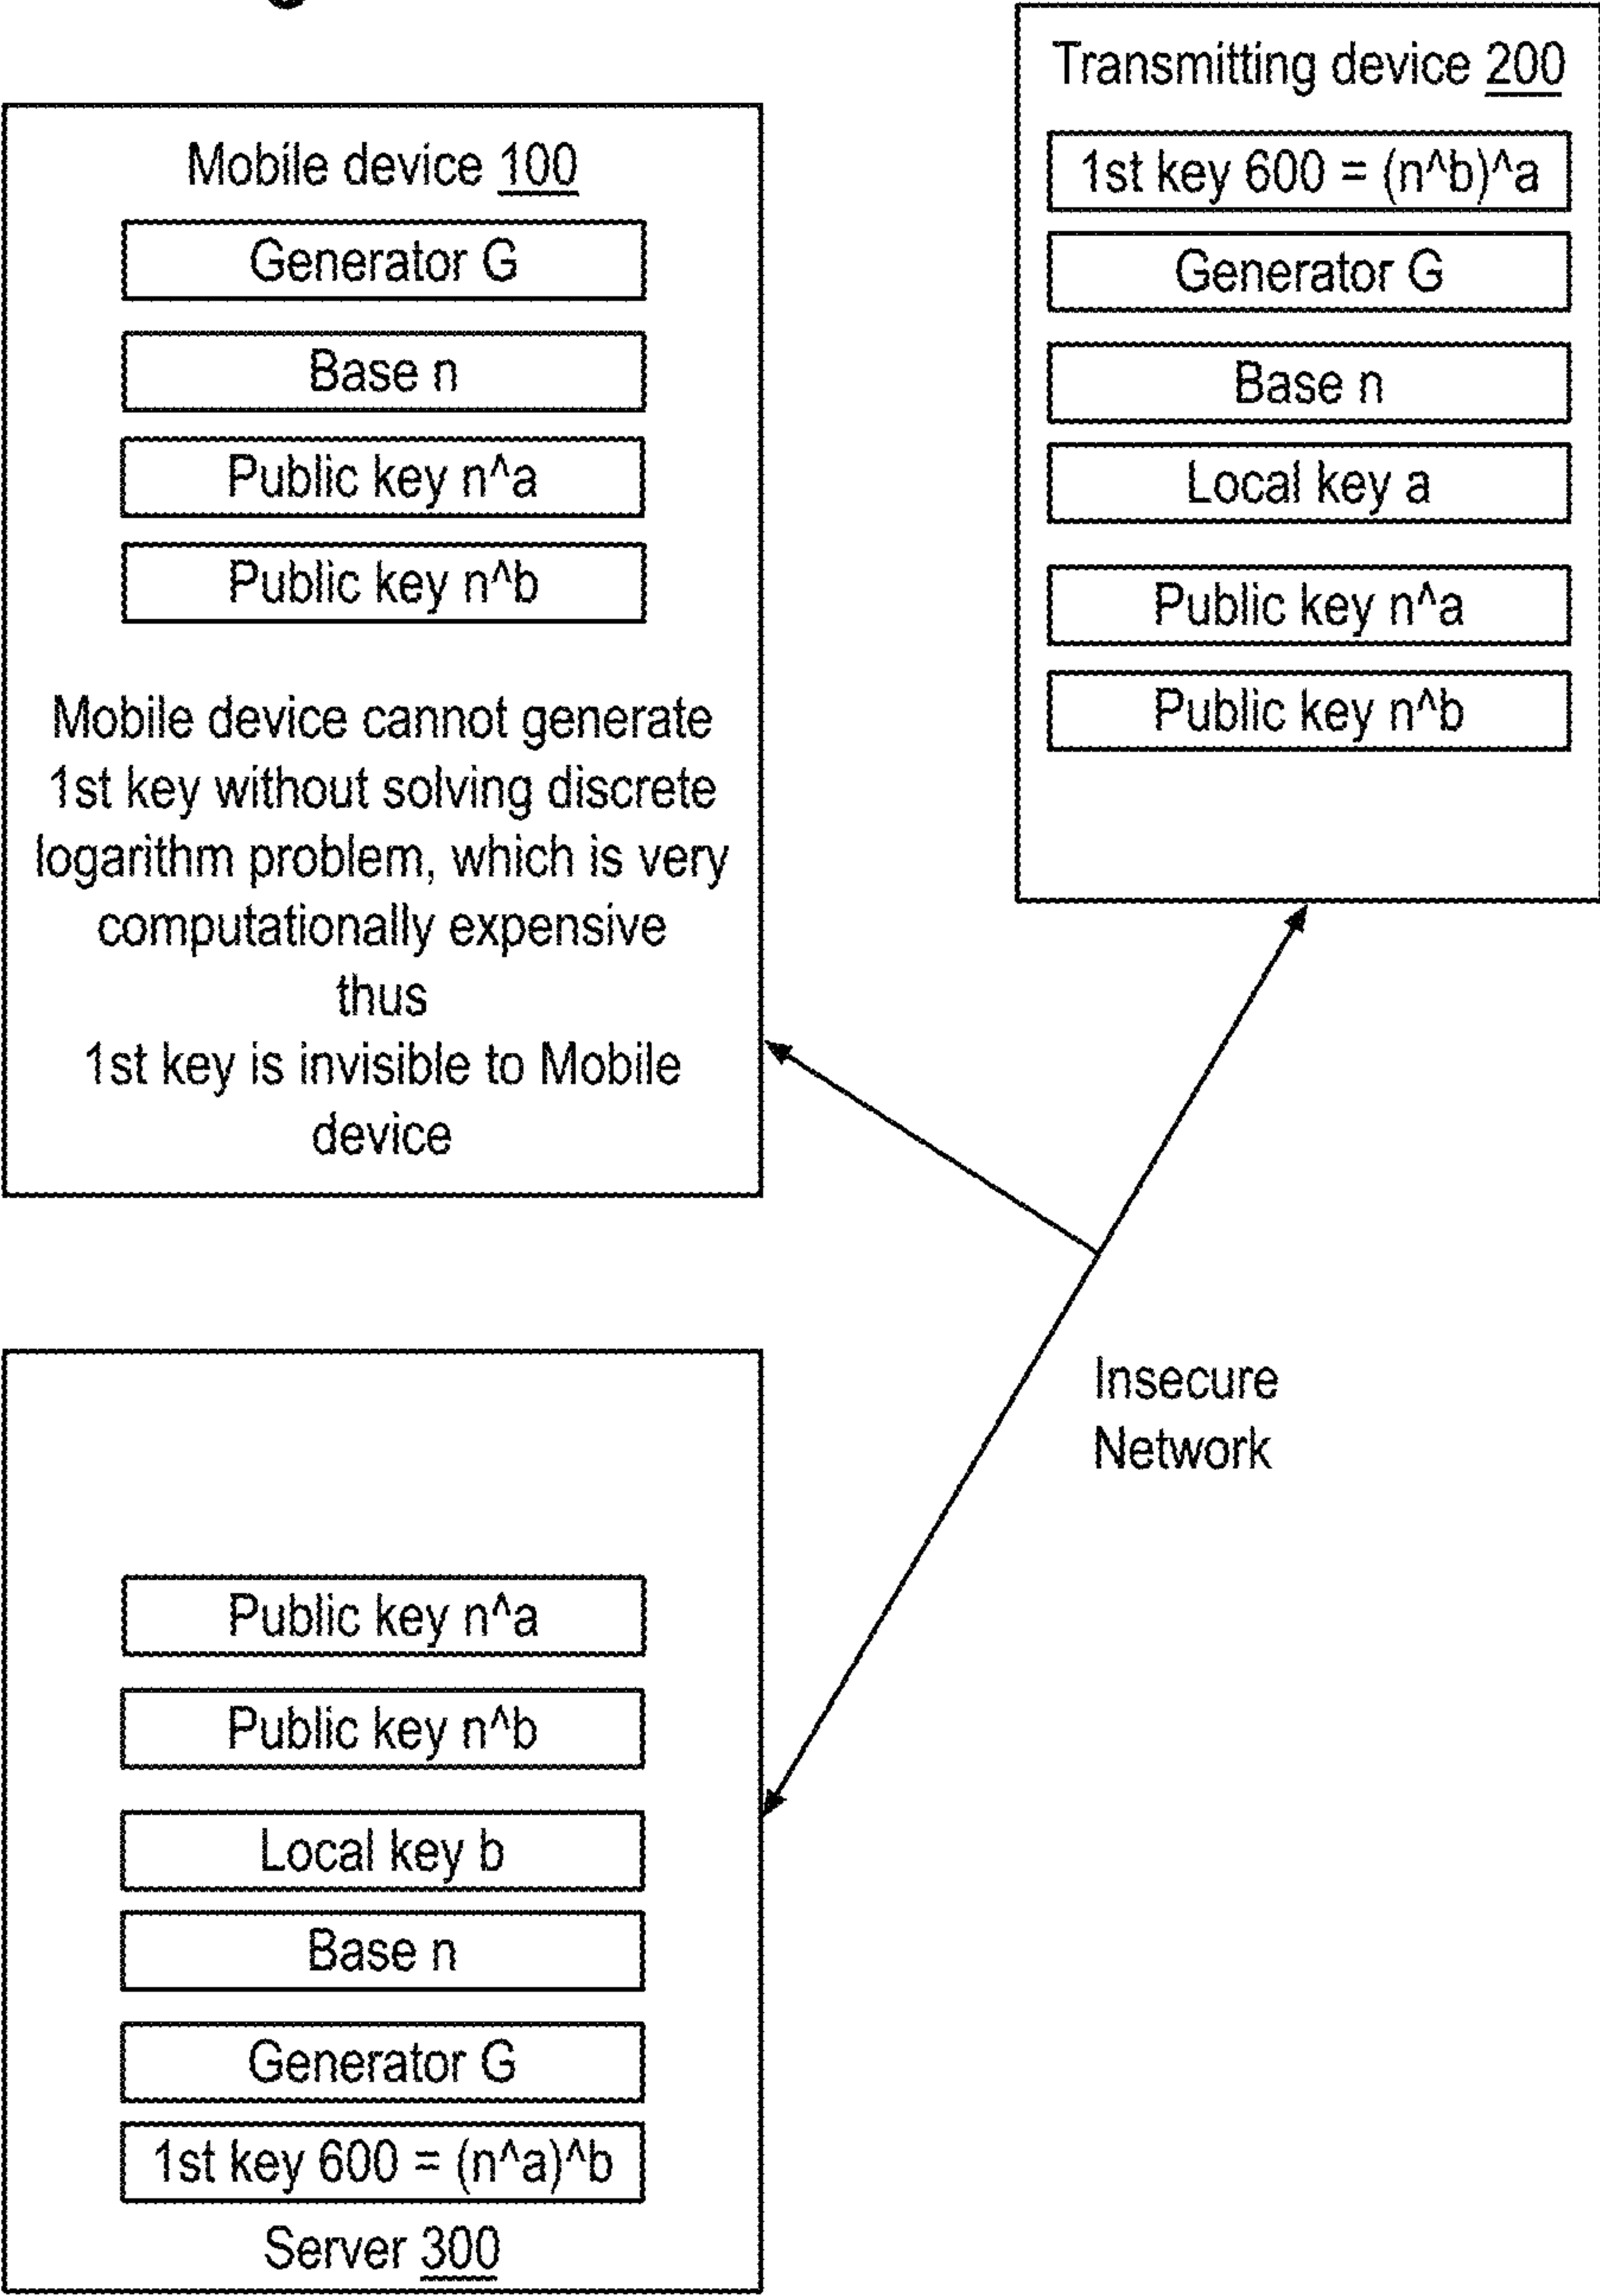 Transmitting device 200
1st key 600 = (n^b)^a
Generator G
Base n
Local key a
Public key n^a
Public key n^b
Mobile device 100
Generator G
Base n
Public key n^a
Public key n^b
Mobile device cannot generate
1st key without solving discrete
logarithm problem, which is very
computationally expensive
thus
1st key is invisible to Mobile
device
Insecure
Network
Public key n^a
Public key n^b
Local key b
Base n
Generator G
1st key 600 = (n^a)^b
Server 300